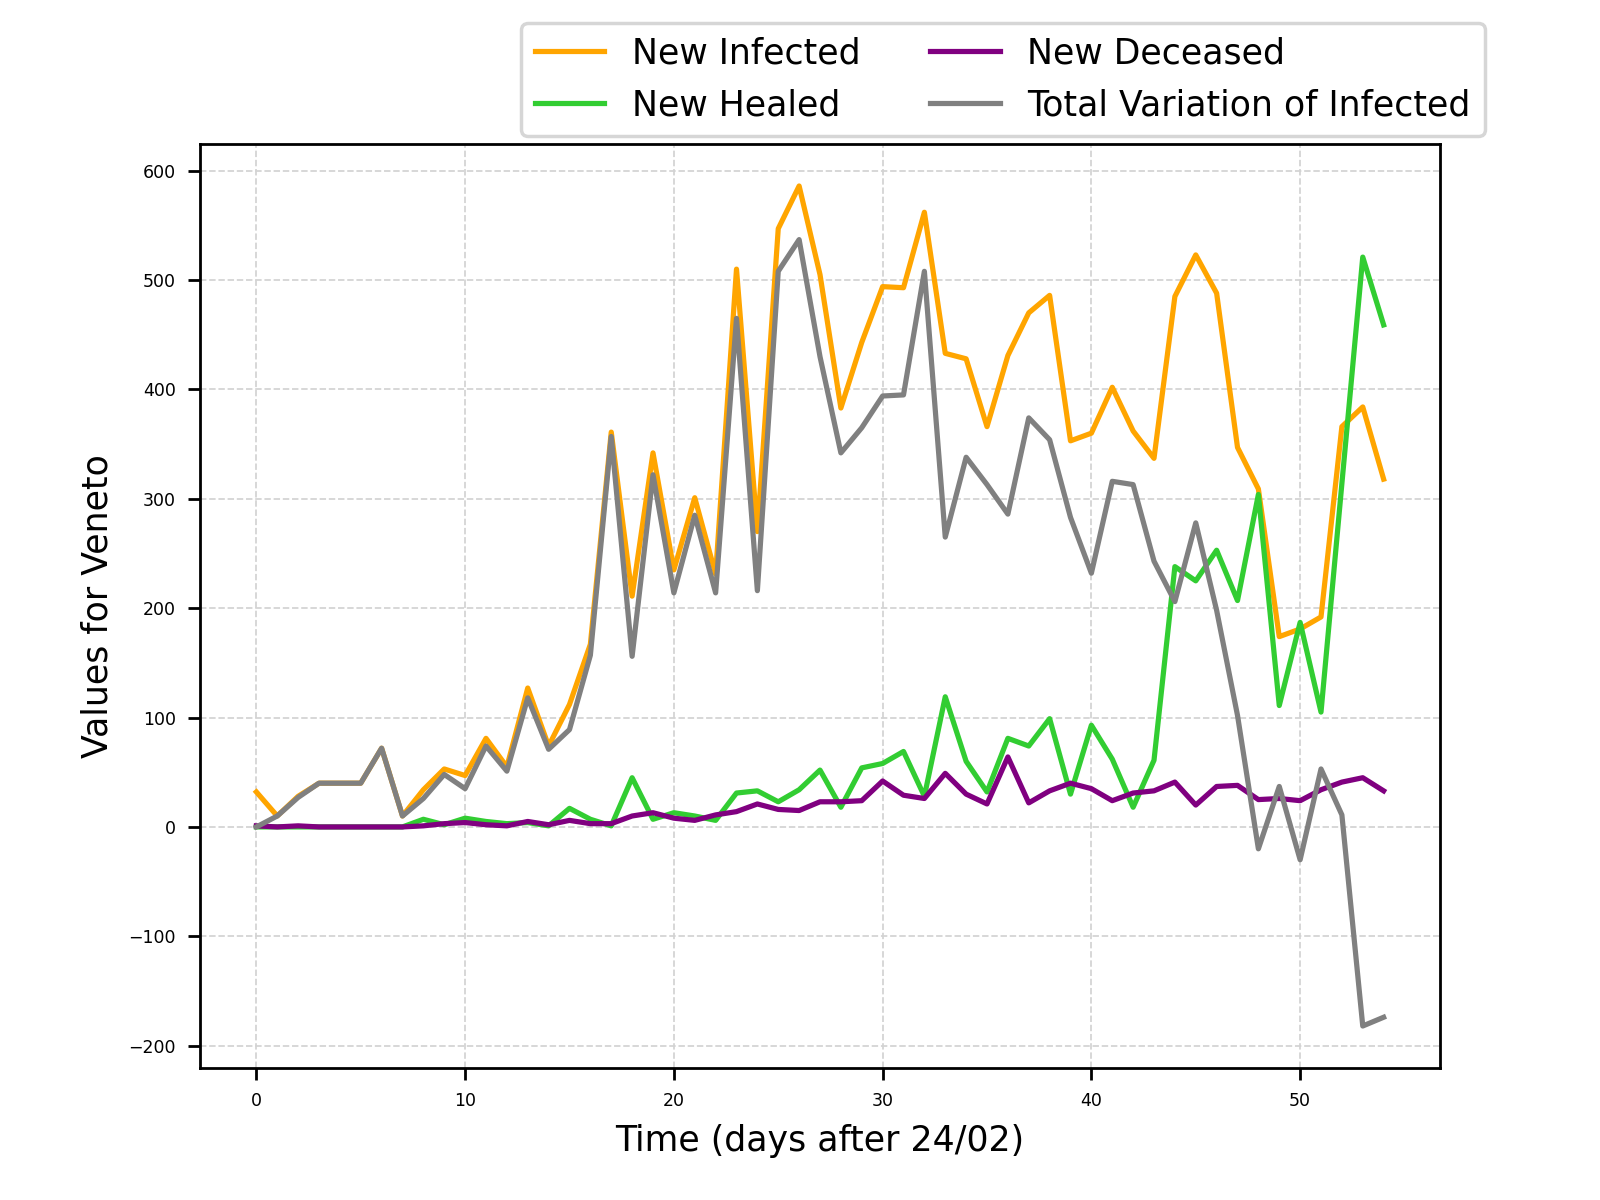 New Infected
New Healed
New Deceased
Total Variation of Infected
Values for Veneto
600
500
400
300
200
100
0
−100
−200
0 10 20 30 40 50
Time (days after 24/02)